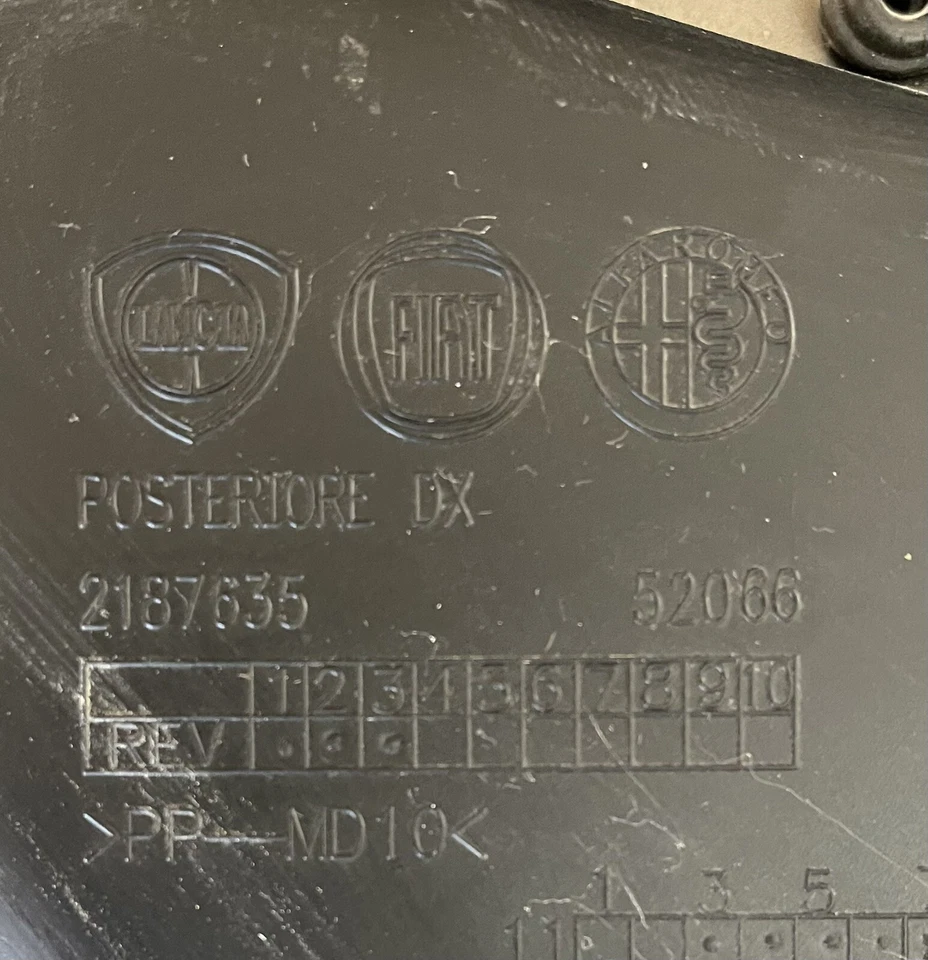 LANCIA FIAT ALFA ROMEO
POSTERIORE DX
2187635 52066
1 2 3 4 5 6 7 8 9 10
REV
>PP-MD10<
1 3 5
11